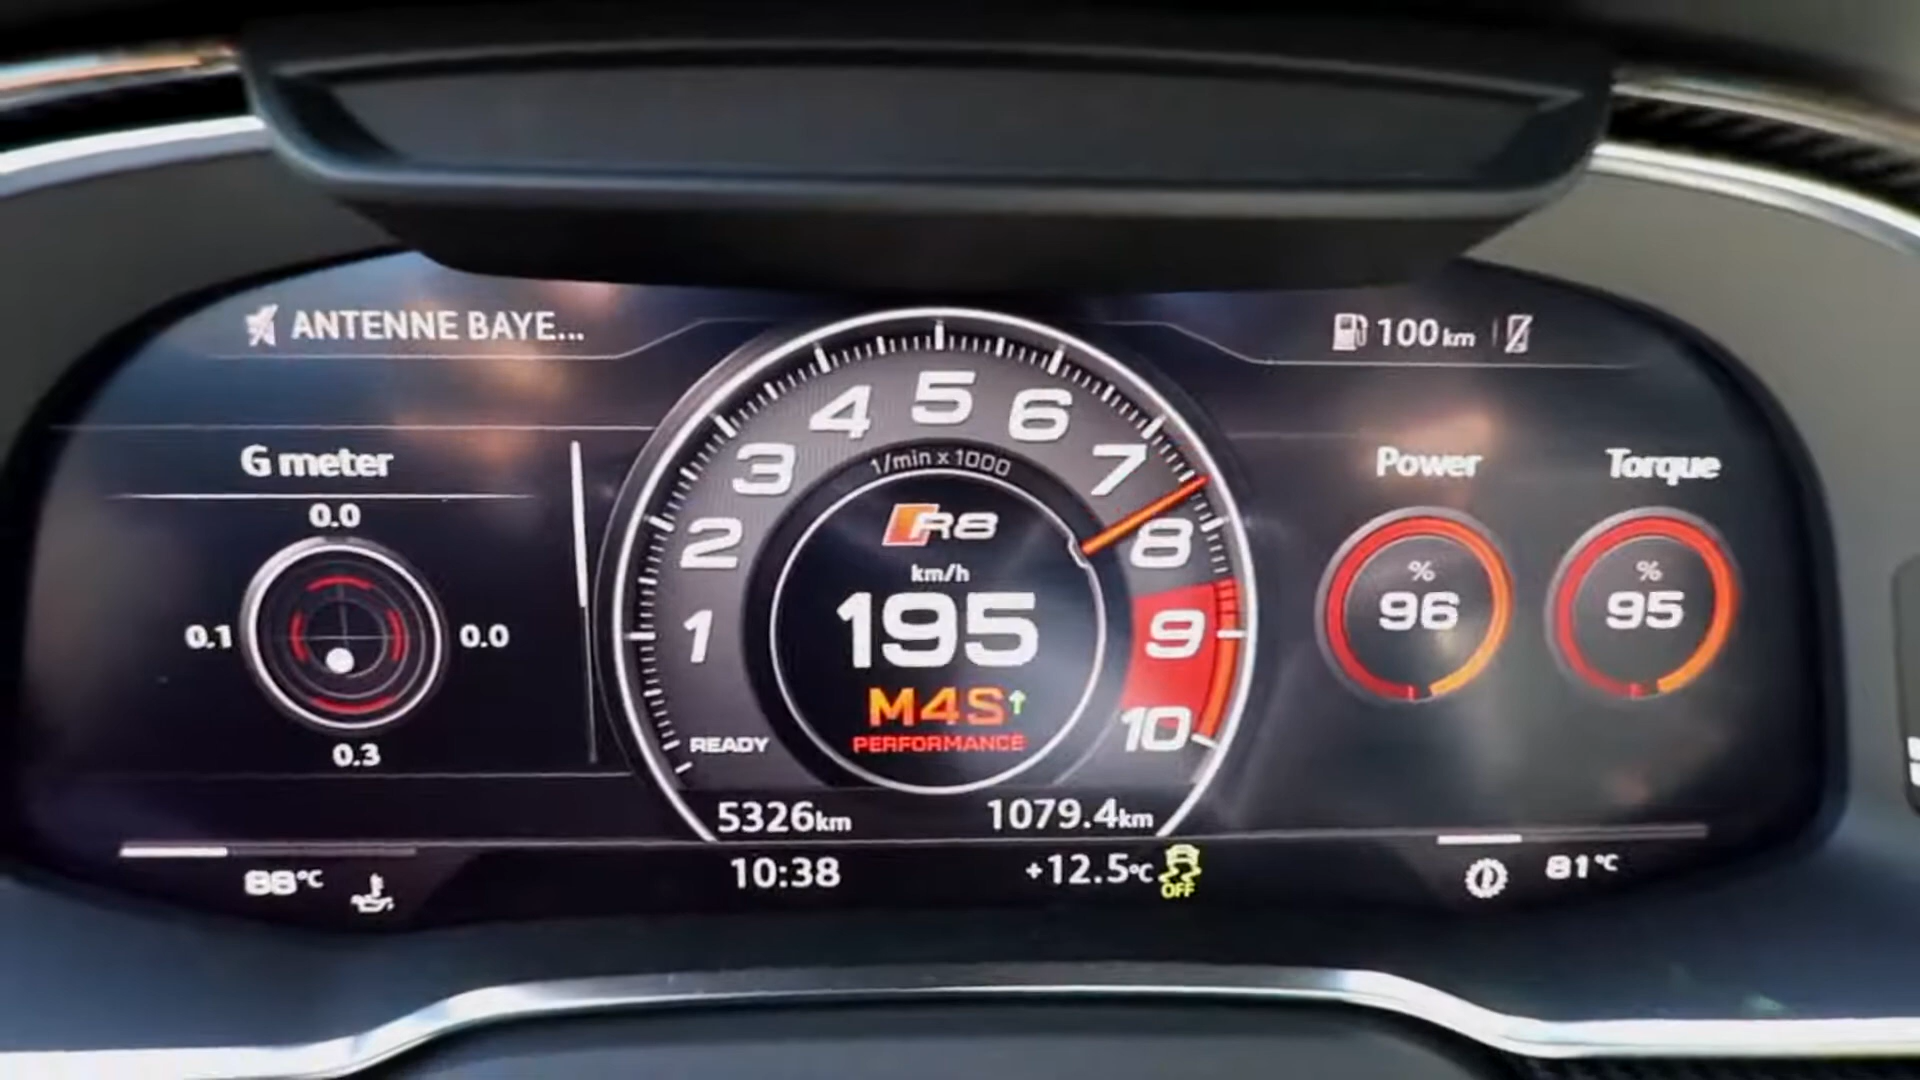 ANTENNE BAYE...
100 km
G meter
0.0
0.1
0.0
0.3
1
2
3
4
5
6
7
8
9
10
1/min x 1000
R8
km/h
195
M4S↑
PERFORMANCE
READY
Power
%
96
Torque
%
95
5326km
1079.4km
88°C
10:38
+12.5°C
OFF
81°C